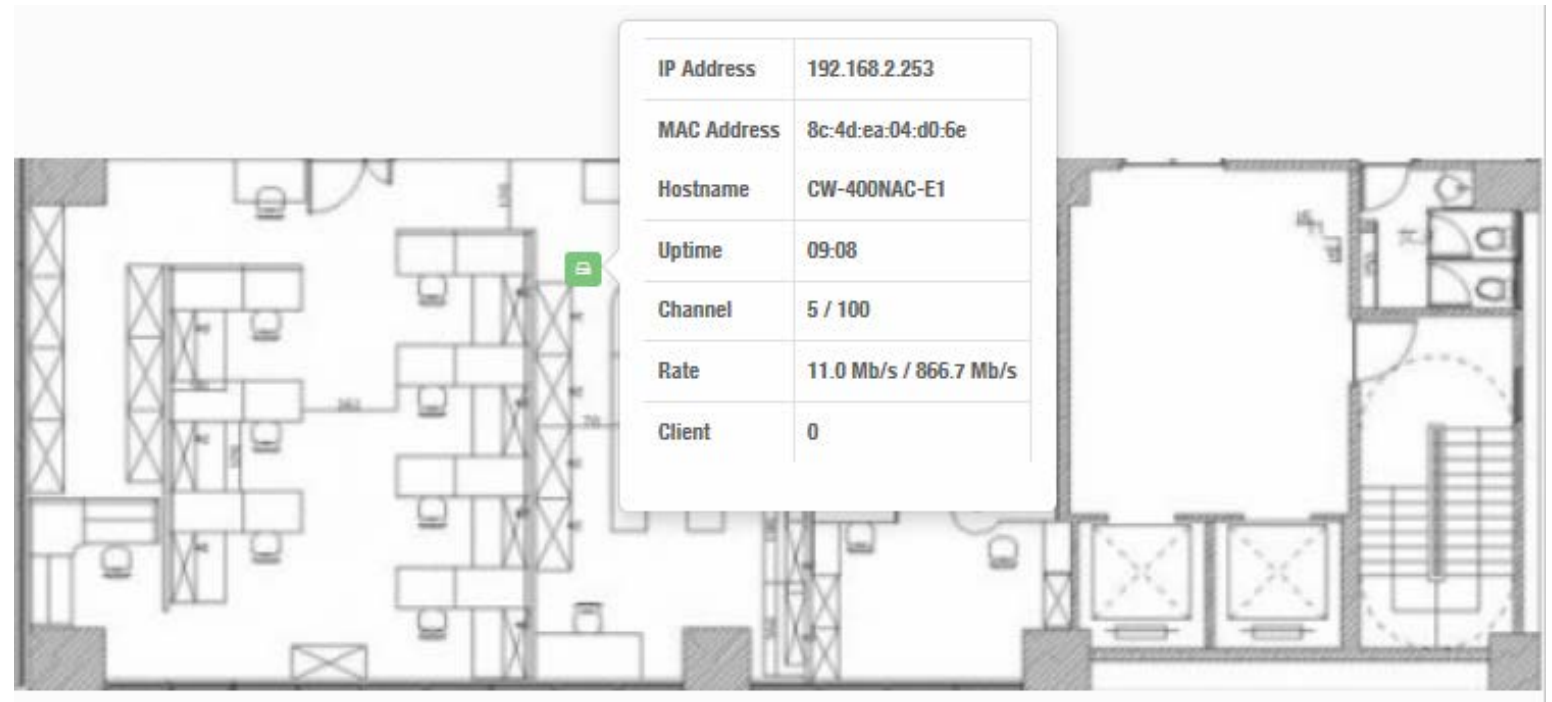 IP Address 192.168.2.253
MAC Address 8c:4d:ea:04:d0:6e
Hostname CW-400NAC-E1
Uptime 09:08
Channel 5 / 100
Rate 11.0 Mb/s / 866.7 Mb/s
Client 0